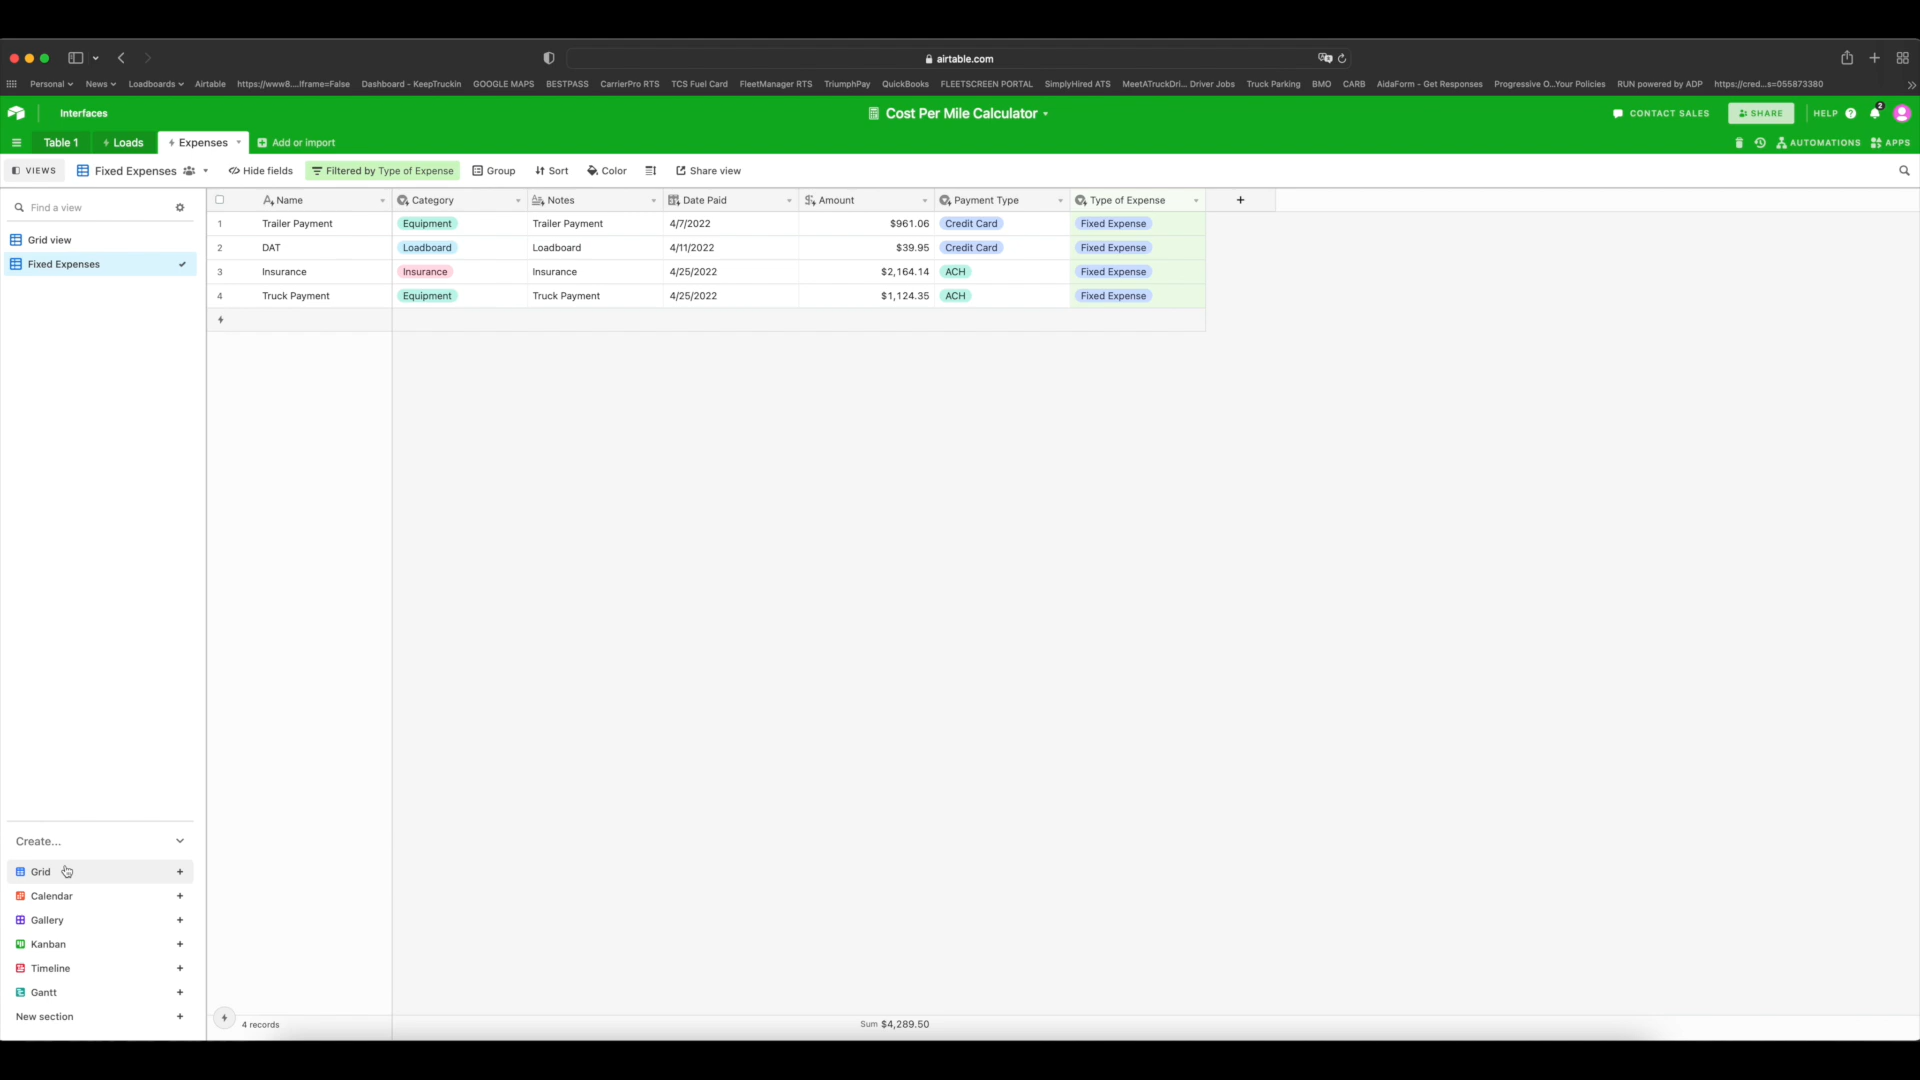 airtable.com
Personal News Loadboards Airtable https://www8....Iframe=False Dashboard - KeepTruckin GOOGLE MAPS BESTPASS CarrierPro RTS TCS Fuel Card FleetManager RTS TriumphPay QuickBooks FLEETSCREEN PORTAL SimplyHired ATS MeetATruckDri... Driver Jobs Truck Parking BMO CARB AidaForm - Get Responses Progressive O...Your Policies RUN powered by ADP https://cred...s=055873380
Interfaces Cost Per Mile Calculator CONTACT SALES SHARE HELP 2
Table 1 Loads Expenses Add or import AUTOMATIONS APPS
VIEWS Fixed Expenses Hide fields Filtered by Type of Expense Group Sort Color Share view
Find a view
Grid view
Fixed Expenses
Name Category Notes Date Paid Amount Payment Type Type of Expense
1 Trailer Payment Equipment Trailer Payment 4/7/2022 $961.06 Credit Card Fixed Expense
2 DAT Loadboard Loadboard 4/11/2022 $39.95 Credit Card Fixed Expense
3 Insurance Insurance Insurance 4/25/2022 $2,164.14 ACH Fixed Expense
4 Truck Payment Equipment Truck Payment 4/25/2022 $1,124.35 ACH Fixed Expense
Create...
Grid
Calendar
Gallery
Kanban
Timeline
Gantt
New section
4 records Sum $4,289.50